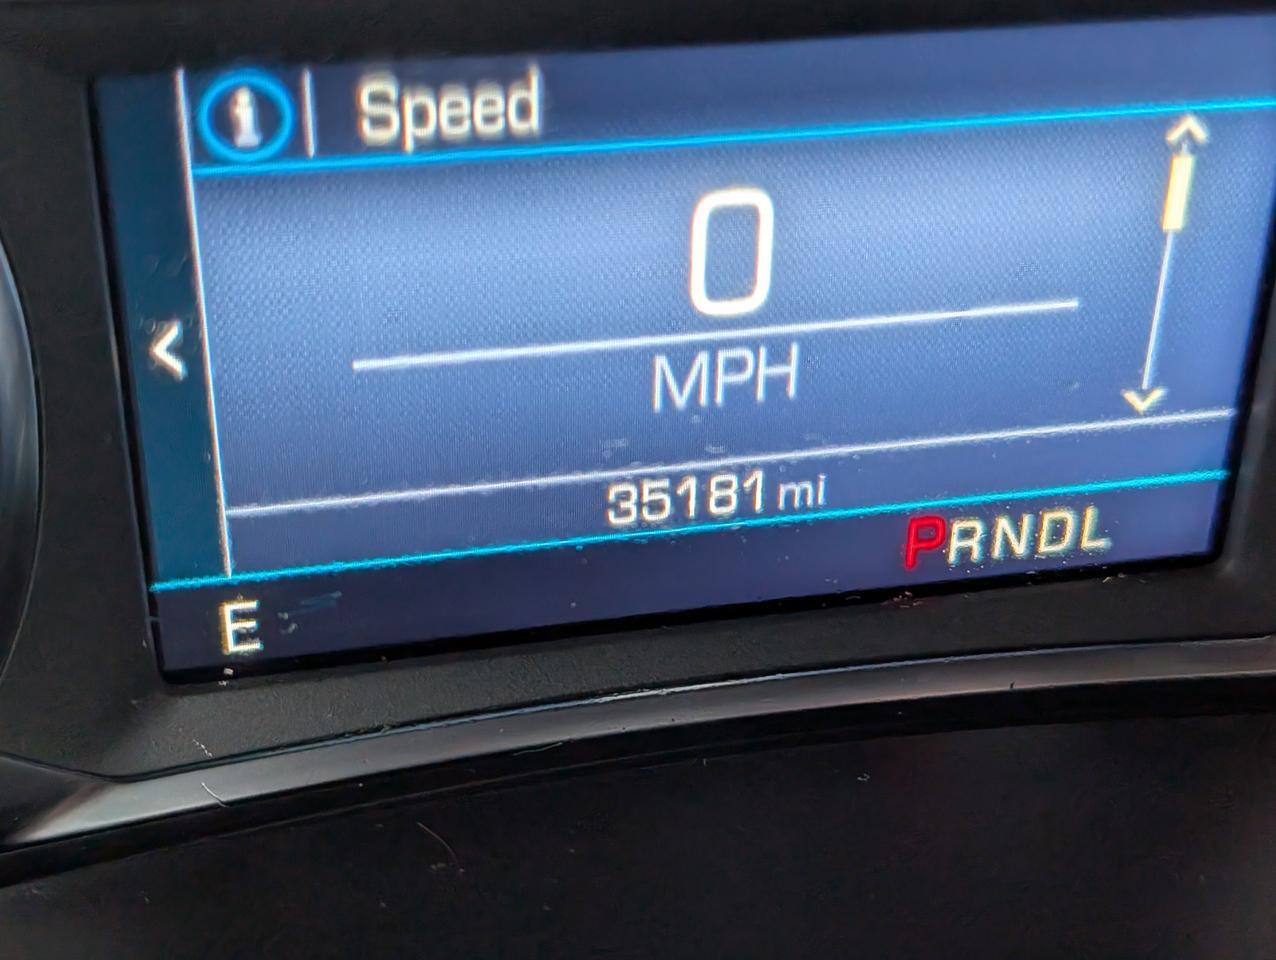 i Speed
0
MPH
35181 mi
PRNDL
E